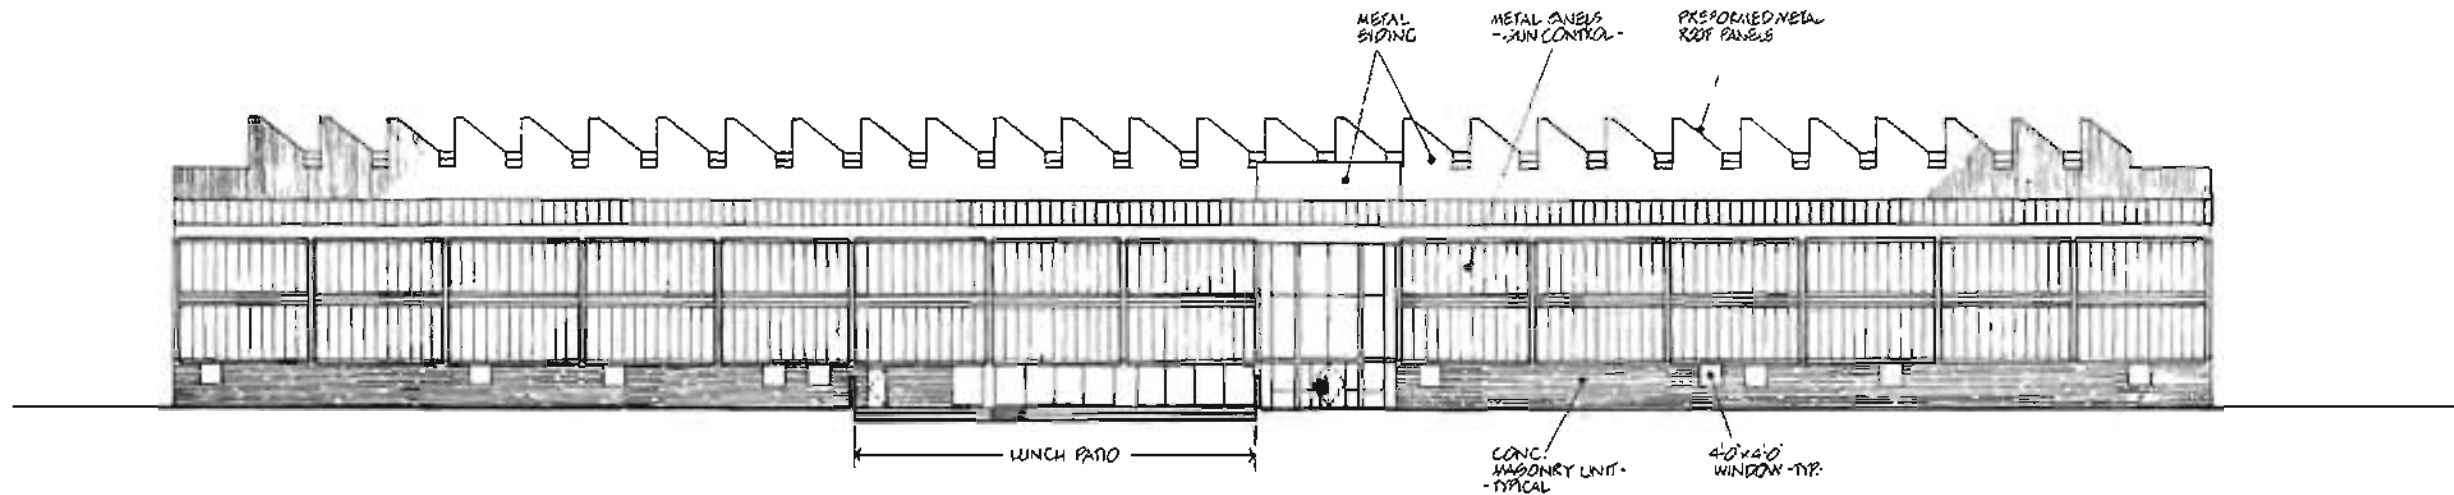 METAL
SIDING
METAL PANELS
-SUN CONTROL-
PREFORMED METAL
ROOF PANELS
LUNCH PATIO
CONC.
MASONRY UNIT-
-TYPICAL
4'-0"x4'-0"
WINDOW-TYP.